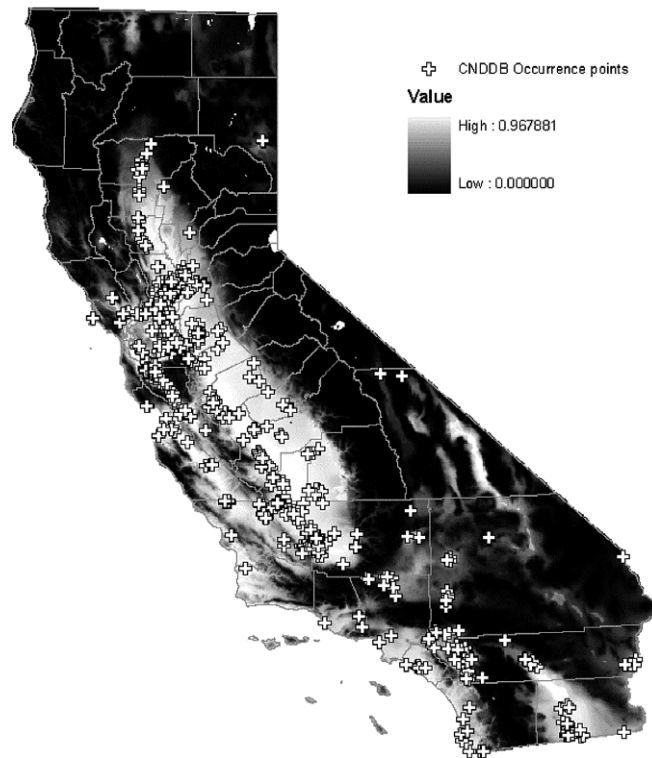 CNDDB Occurrence points
Value
High : 0.967881
Low : 0.000000